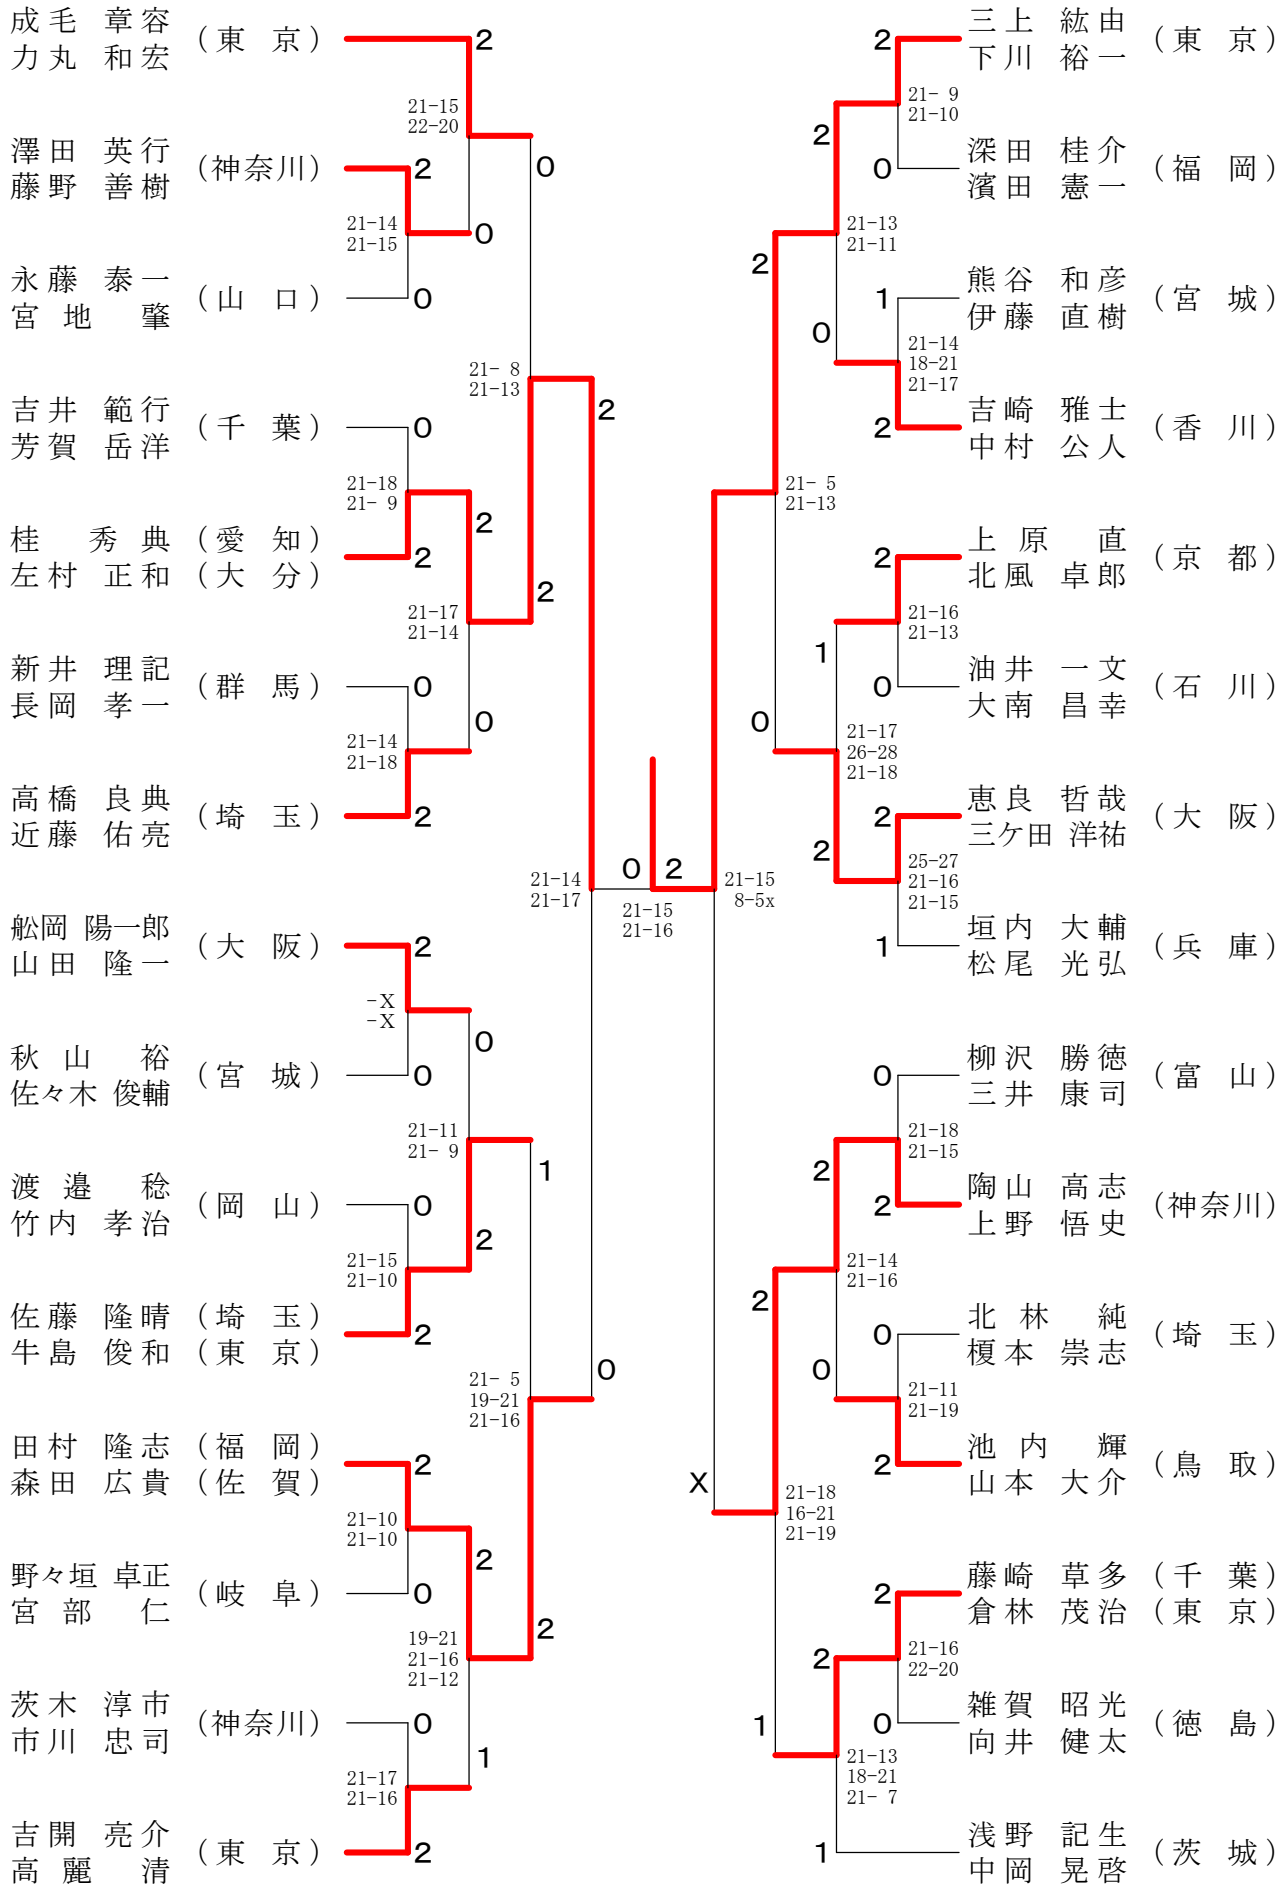 成毛 章容
力丸 和宏
(東 京)
2
21-15
22-20
0
澤田 英行
藤野 善樹
(神奈川)
2
21-14
21-15
0
永藤 泰一
宮地 肇
(山 口)
0
21- 8
21-13
2
吉井 範行
芳賀 岳洋
(千 葉)
0
21-18
21- 9
2
桂 秀典 (愛 知)
左村 正和 (大 分)
2
2
21-17
21-14
新井 理記
長岡 孝一
(群 馬)
0
0
21-14
21-18
高橋 良典
近藤 佑亮
(埼 玉)
2
21-14
21-17
0
2
21-15
21-16
舩岡 陽一郎
山田 隆一
(大 阪)
2
-X
-X
0
秋山 裕
佐々木 俊輔
(宮 城)
0
21-11
21- 9
1
渡邉 稔
竹内 孝治
(岡 山)
0
2
21-15
21-10
佐藤 隆晴 (埼 玉)
牛島 俊和 (東 京)
2
21- 5
19-21
21-16
0
田村 隆志 (福 岡)
森田 広貴 (佐 賀)
2
21-10
21-10
2
野々垣 卓正
宮部 仁
(岐 阜)
0
2
19-21
21-16
21-12
茨木 淳市
市川 忠司
(神奈川)
0
1
21-17
21-16
吉開 亮介
高麗 清
(東 京)
2
2
三上 紘由
下川 裕一
(東 京)
21- 9
21-10
2
0
深田 桂介
濱田 憲一
(福 岡)
21-13
21-11
2
1
熊谷 和彦
伊藤 直樹
(宮 城)
0
21-14
18-21
21-17
2
吉崎 雅士
中村 公人
(香 川)
21- 5
21-13
2
上原 直
北風 卓郎
(京 都)
21-16
21-13
1
0
油井 一文
大南 昌幸
(石 川)
0
21-17
26-28
21-18
2
恵良 哲哉
三ケ田 洋祐
(大 阪)
2
25-27
21-16
21-15
21-15
8-5x
1
垣内 大輔
松尾 光弘
(兵 庫)
0
柳沢 勝徳
三井 康司
(富 山)
21-18
21-15
2
2
陶山 高志
上野 悟史
(神奈川)
21-14
21-16
2
0
北林 純
榎本 崇志
(埼 玉)
0
21-11
21-19
2
池内 輝
山本 大介
(鳥 取)
X
21-18
16-21
21-19
2
藤崎 草多 (千 葉)
倉林 茂治 (東 京)
2
21-16
22-20
0
雑賀 昭光
向井 健太
(徳 島)
1
21-13
18-21
21- 7
1
浅野 記生
中岡 晃啓
(茨 城)